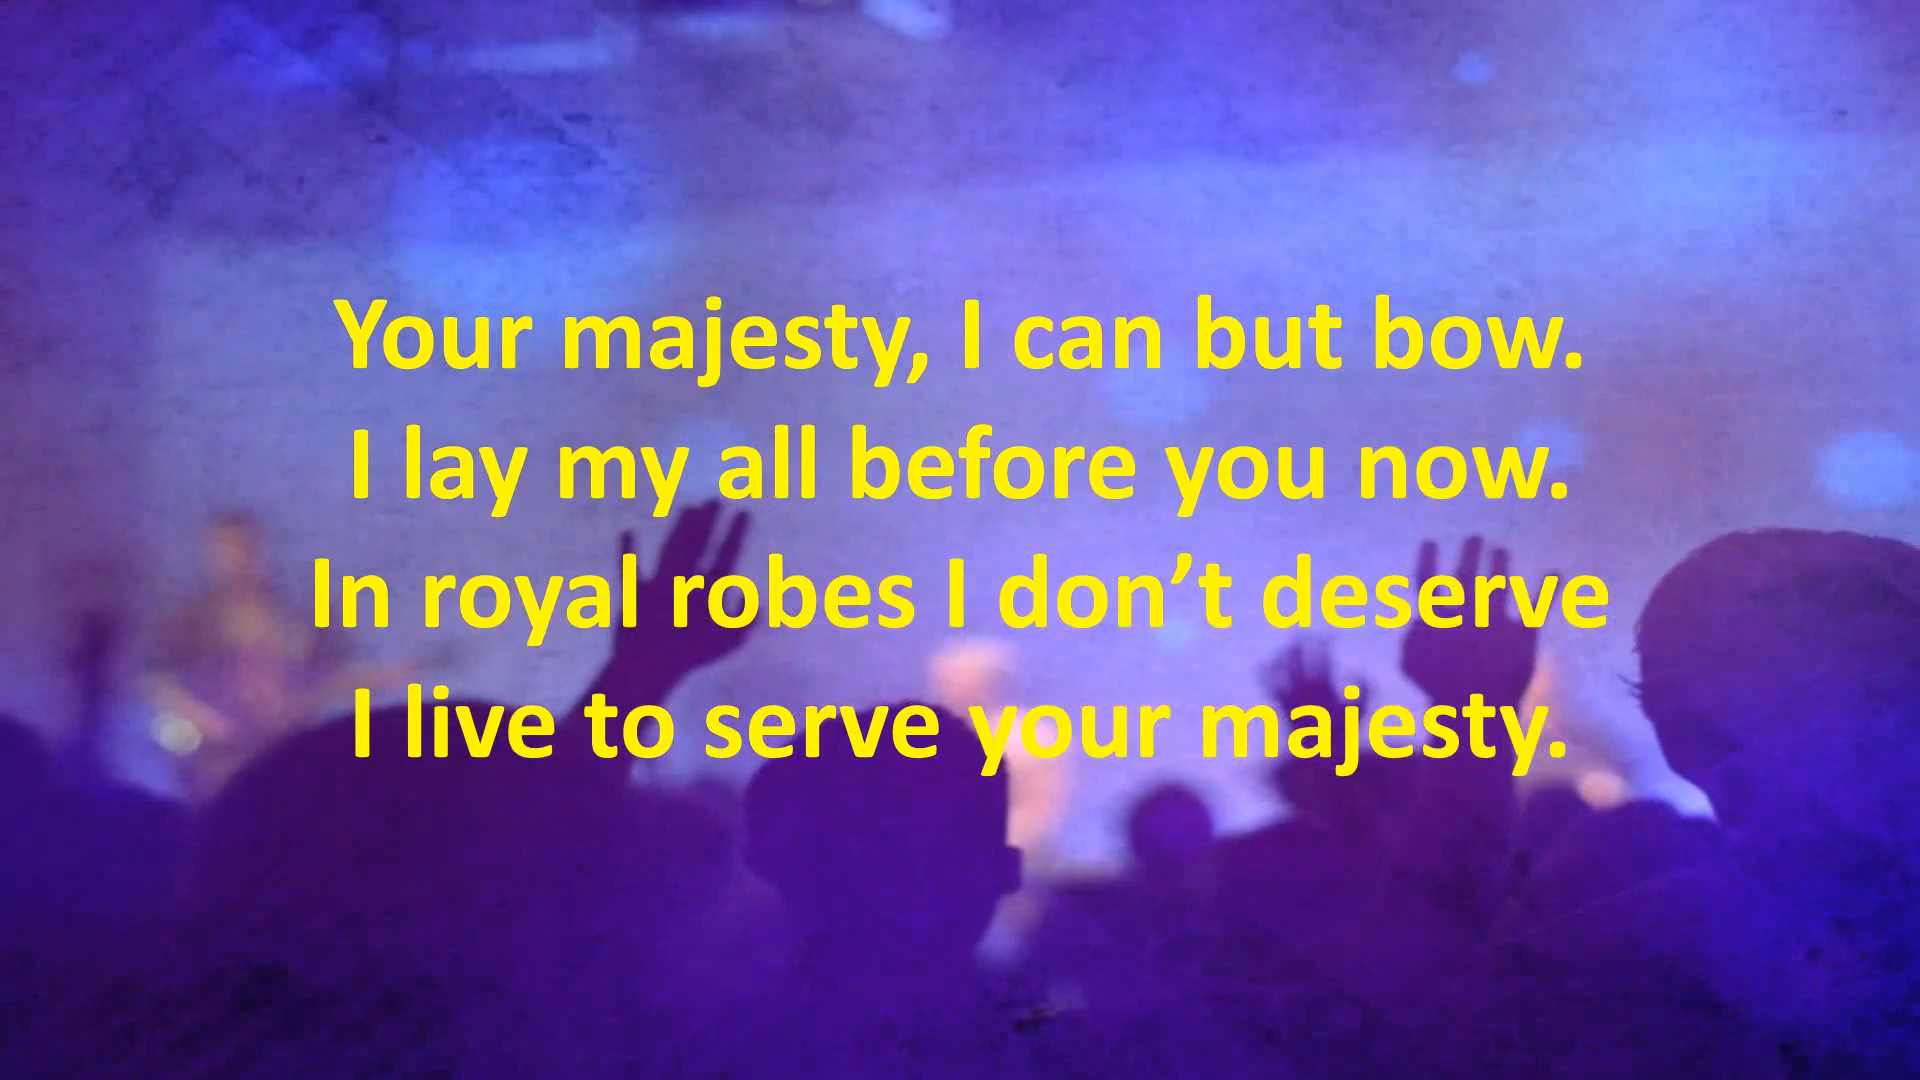 Your majesty, I can but bow.
I lay my all before you now.
In royal robes I don’t deserve
I live to serve your majesty.